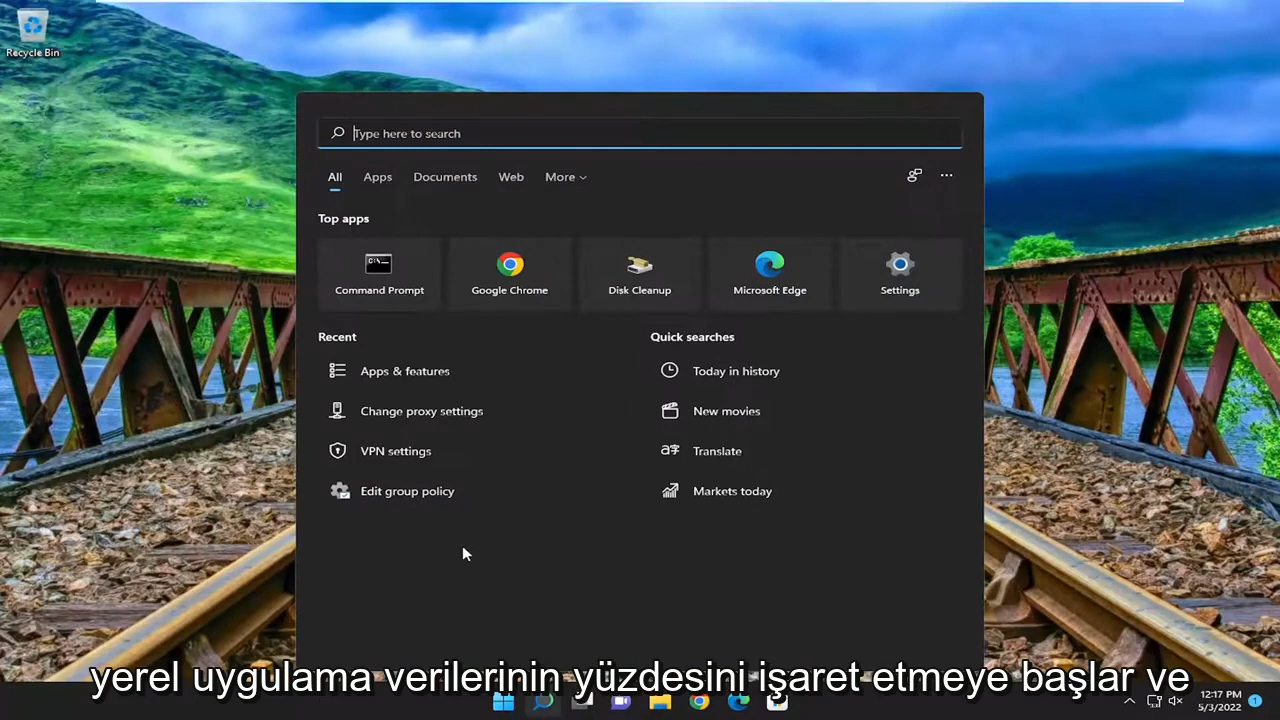 Recycle Bin
Type here to search
All Apps Documents Web More
Top apps
Command Prompt Google Chrome Disk Cleanup Microsoft Edge Settings
Recent Quick searches
Apps & features Today in history
Change proxy settings New movies
VPN settings Translate
Edit group policy Markets today
yerel uygulama verilerinin yüzdesini işaret etmeye başlar ve
12:17 PM
5/3/2022
1